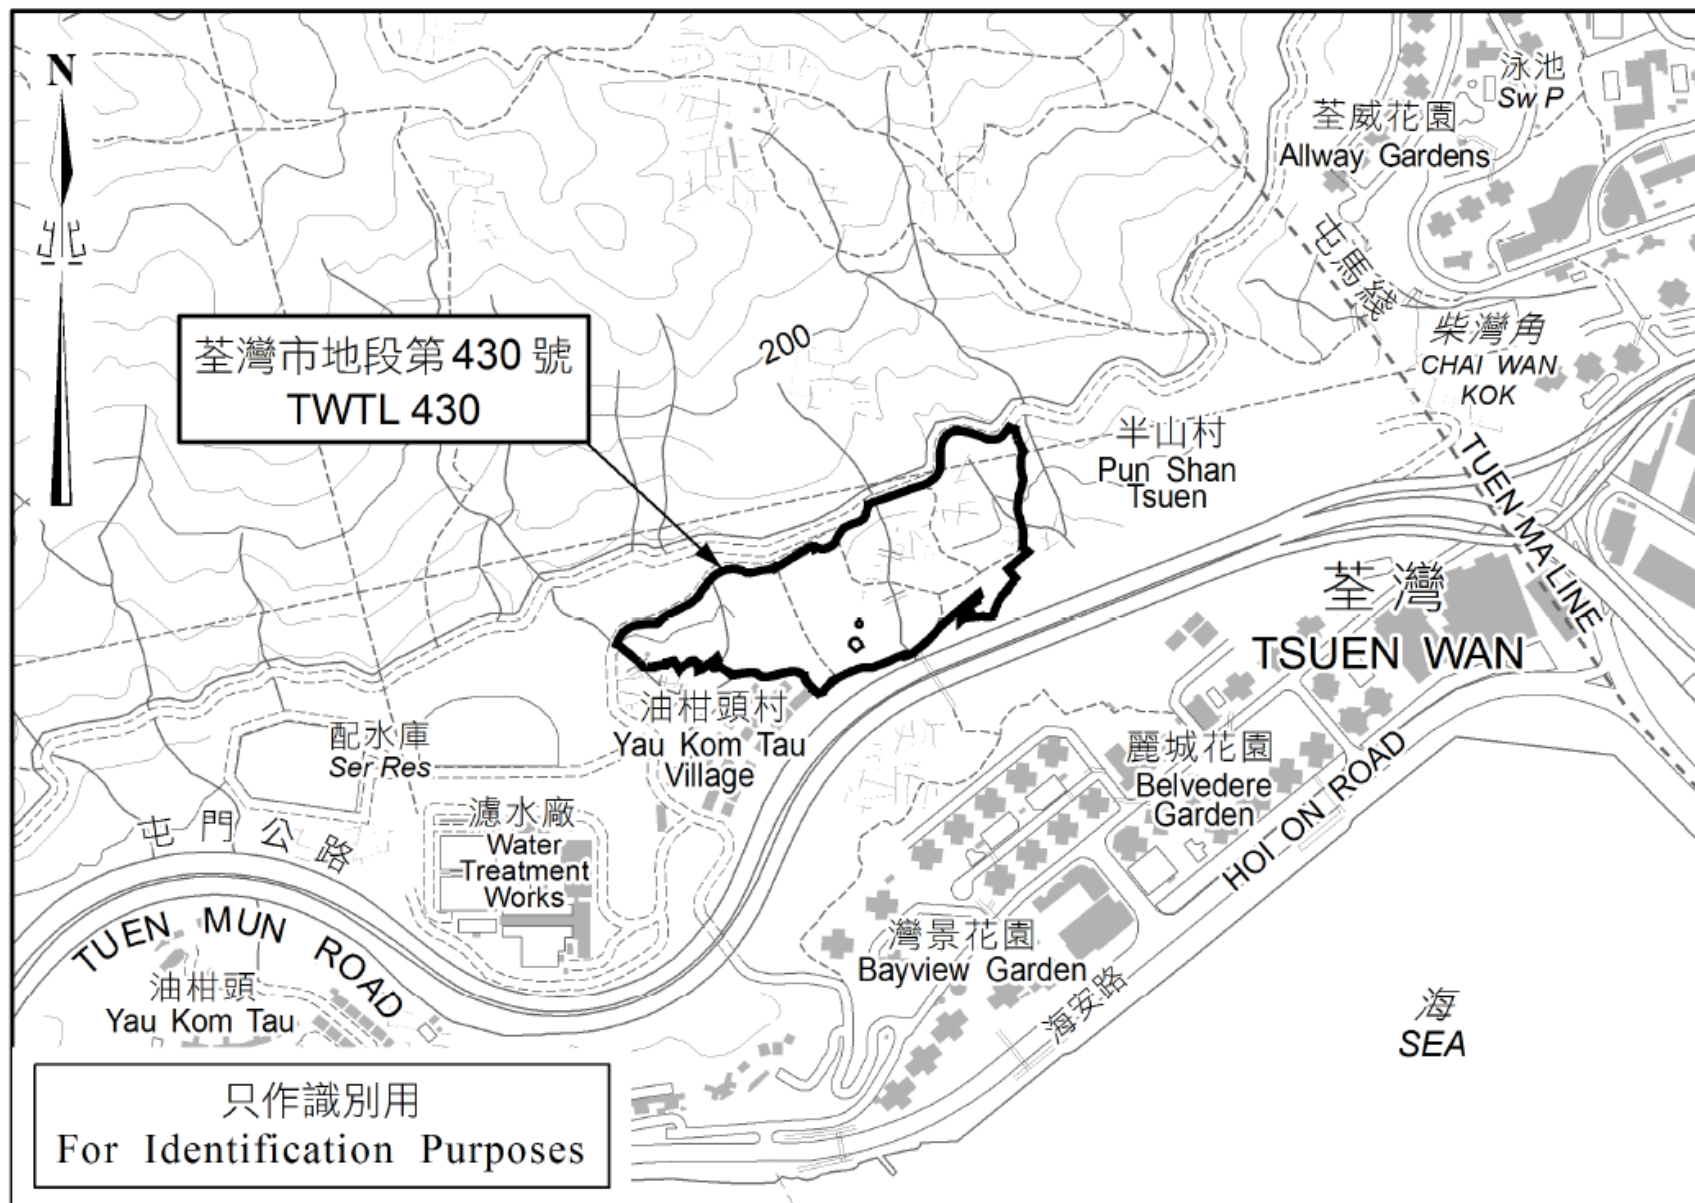 N
北
泳池
Sw P
荃威花園
Allway Gardens
屯馬綫
荃灣市地段第 430 號
TWTL 430
200
柴灣角
CHAI WAN
KOK
半山村
Pun Shan
Tsuen
TUEN MA LINE
荃灣
TSUEN WAN
油柑頭村
Yau Kom Tau
Village
配水庫
Ser Res
麗城花園
Belvedere
Garden
HOI ON ROAD
屯門公路
濾水廠
Water
Treatment
Works
TUEN MUN ROAD
灣景花園
Bayview Garden
海安路
油柑頭
Yau Kom Tau
海
SEA
只作識別用
For Identification Purposes